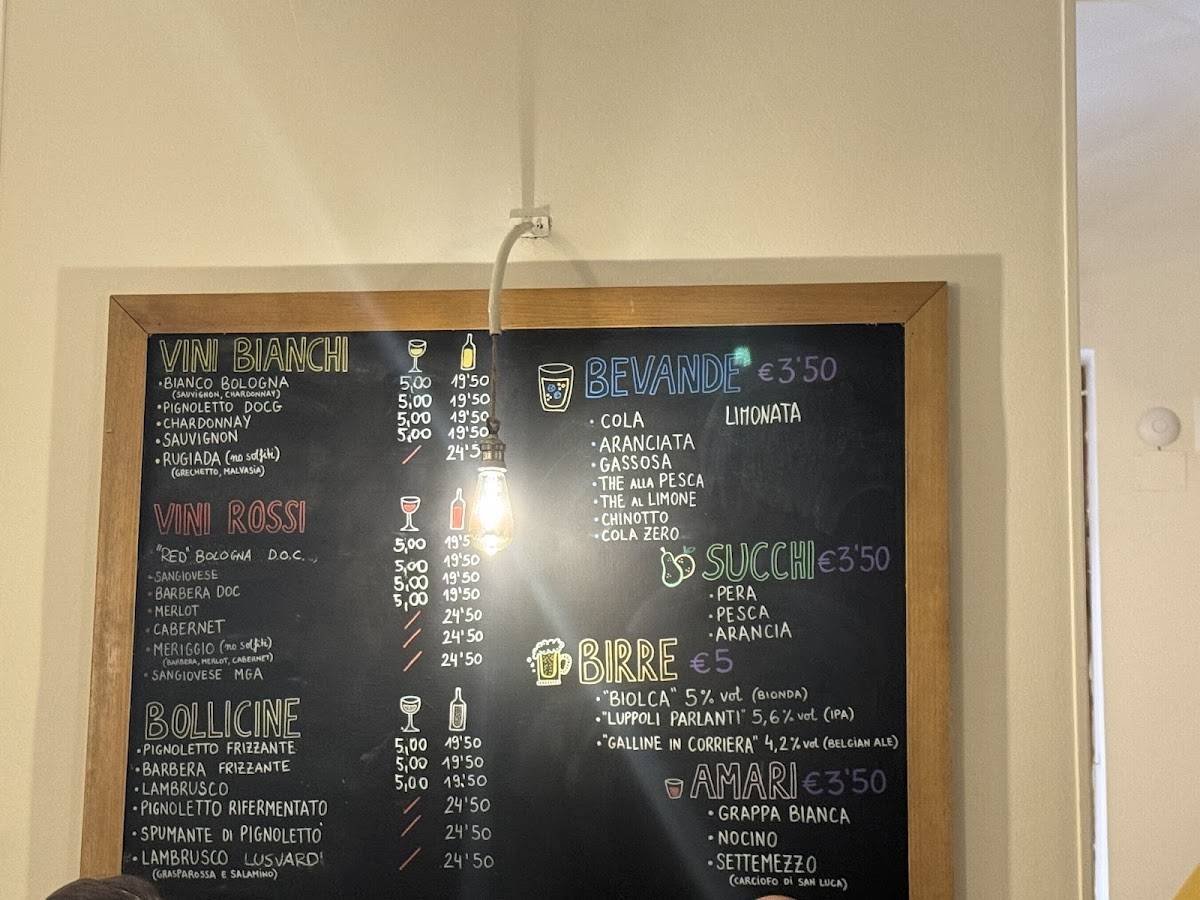 VINI BIANCHI
• BIANCO BOLOGNA 5,00 19'50
(SAUVIGNON, CHARDONNAY)
• PIGNOLETTO DOCG 5,00 19'50
• CHARDONNAY 5,00 19'50
• SAUVIGNON 5,00 19'50
• RUGIADA (no solfiti) / 24'5
(GRECHETTO, MALVASIA)
VINI ROSSI
"RED" BOLOGNA D.O.C. 5,00 19'5
• SANGIOVESE 5,00 19'50
• BARBERA DOC 5,00 19'50
• MERLOT 5,00 19'50
• CABERNET / 24'50
• MERIGGIO (no solfiti) / 24'50
(BARBERA, MERLOT, CABERNET)
• SANGIOVESE MGA / 24'50
BOLLICINE
• PIGNOLETTO FRIZZANTE 5,00 19'50
• BARBERA FRIZZANTE 5,00 19'50
• LAMBRUSCO 5,00 19'50
• PIGNOLETTO RIFERMENTATO / 24'50
• SPUMANTE DI PIGNOLETTO / 24'50
• LAMBRUSCO LUSVARDI / 24'50
(GRASPAROSSA E SALAMINO)
BEVANDE €3'50
• COLA LIMONATA
• ARANCIATA
• GASSOSA
• THE ALLA PESCA
• THE AL LIMONE
• CHINOTTO
• COLA ZERO
SUCCHI €3'50
• PERA
• PESCA
• ARANCIA
BIRRE €5
• "BIOLCA" 5% vol (BIONDA)
• "LUPPOLI PARLANTI" 5,6% vol (IPA)
• "GALLINE IN CORRIERA" 4,2% vol (BELGIAN ALE)
AMARI €3'50
• GRAPPA BIANCA
• NOCINO
• SETTEMEZZO
(CARCIOFO DI SAN LUCA)